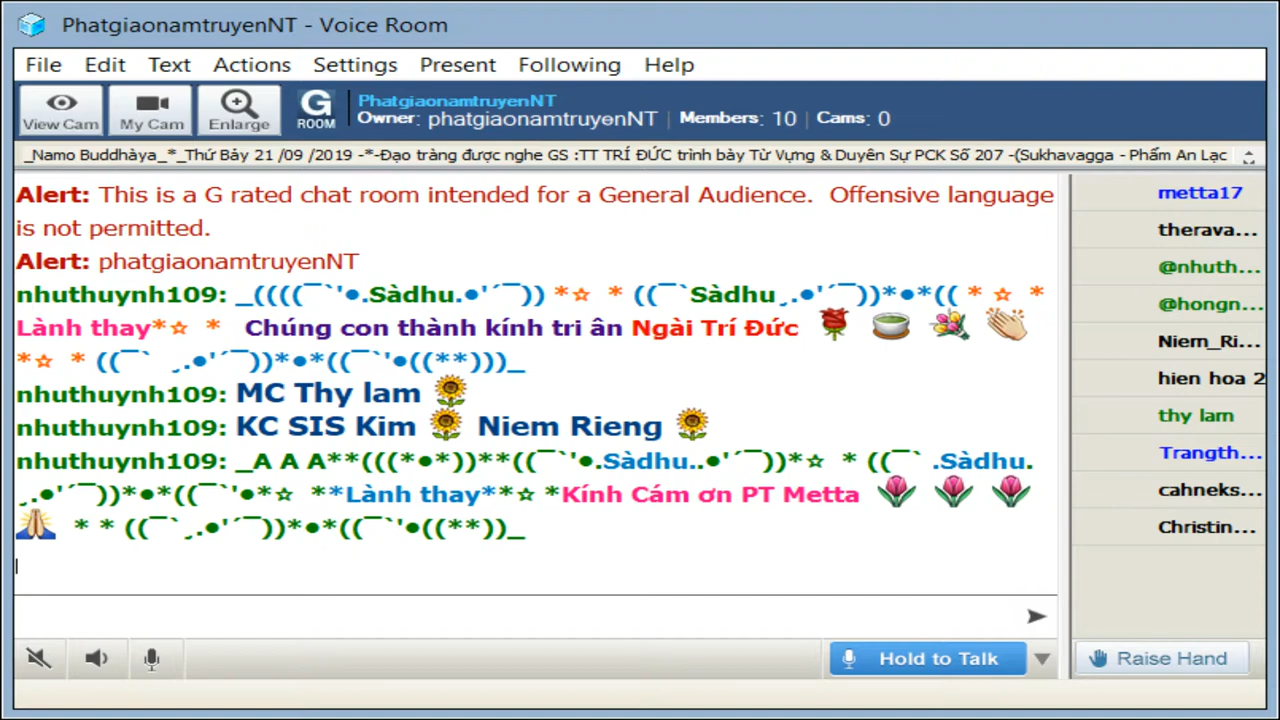 PhatgiaonamtruyenNT - Voice Room
File Edit Text Actions Settings Present Following Help
View Cam My Cam Enlarge G ROOM
PhatgiaonamtruyenNT
Owner: phatgiaonamtruyenNT | Members: 10 | Cams: 0
_Namo Buddhàya_*_Thứ Bảy 21 /09 /2019 -*-Đạo tràng được nghe GS :TT TRÍ ĐỨC trình bày Từ Vựng & Duyên Sự PCK Số 207 -(Sukhavagga - Phẩm An Lạc
Alert: This is a G rated chat room intended for a General Audience. Offensive language
is not permitted.
Alert: phatgiaonamtruyenNT
nhuthuynh109: _((((¯`'●.Sàdhu.●'´¯)) *☆ * ((¯`Sàdhu¸.●'´¯))*●*(( * ☆ *
Lành thay*☆ * Chúng con thành kính tri ân Ngài Trí Đức 🌹 🍵 💐 👏
*☆ * ((¯` ¸.●'´¯))*●*((¯`'●((**)))_
nhuthuynh109: MC Thy lam 🌻
nhuthuynh109: KC SIS Kim 🌻 Niem Rieng 🌻
nhuthuynh109: _A A A**(((*●*))**((¯`'●.Sàdhu..●'´¯))*☆ * ((¯` .Sàdhu.
¸.●'´¯))*●*((¯`'●*☆ **Lành thay**☆ *Kính Cám ơn PT Metta 🌷 🌷 🌷
🙏 * * ((¯`¸.●'´¯))*●*((¯`'●((**))_
metta17
therava...
@nhuth...
@hongn...
Niem_Ri...
hien hoa 2
thy lam
Trangth...
cahneks...
Christin...
Hold to Talk
Raise Hand